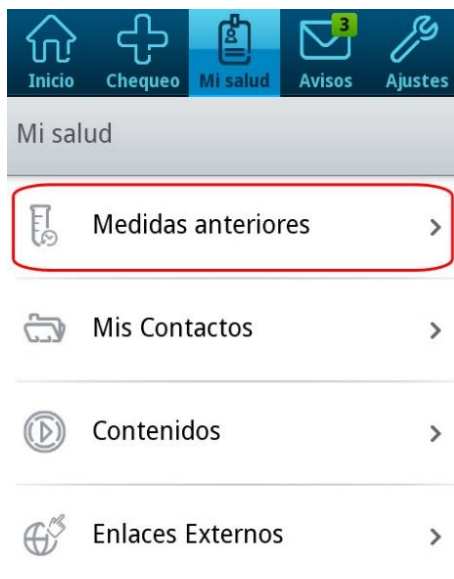 3
Inicio Chequeo Mi salud Avisos Ajustes
Mi salud
Medidas anteriores
Mis Contactos
Contenidos
Enlaces Externos